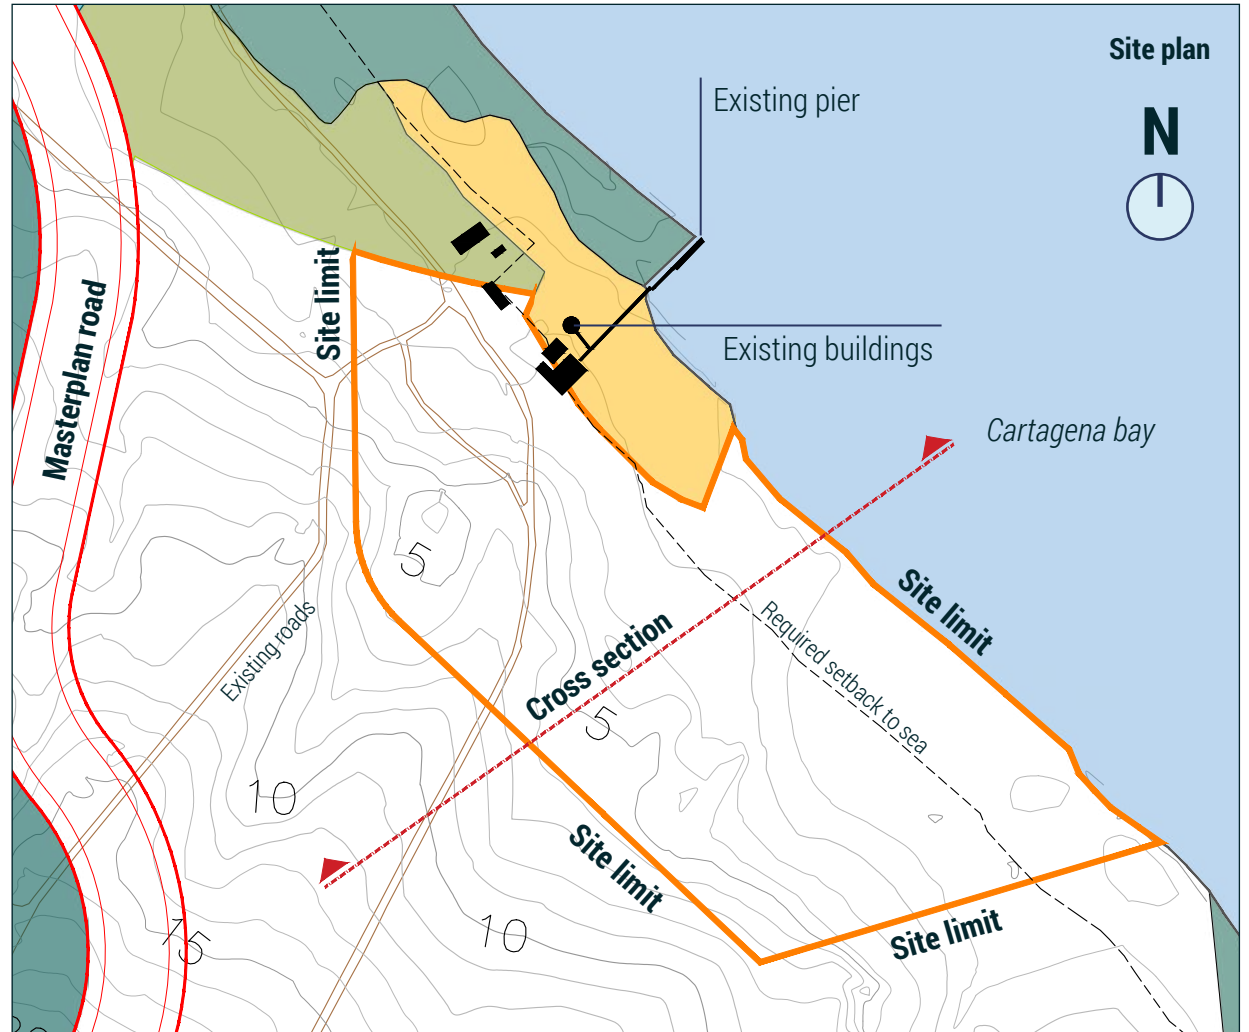 Site plan
Existing pier
N
Site limit
Masterplan road
Existing buildings
Cartagena bay
5
Site limit
Existing roads
Required setback to sea
Cross section
5
10
Site limit
10
Site limit
15